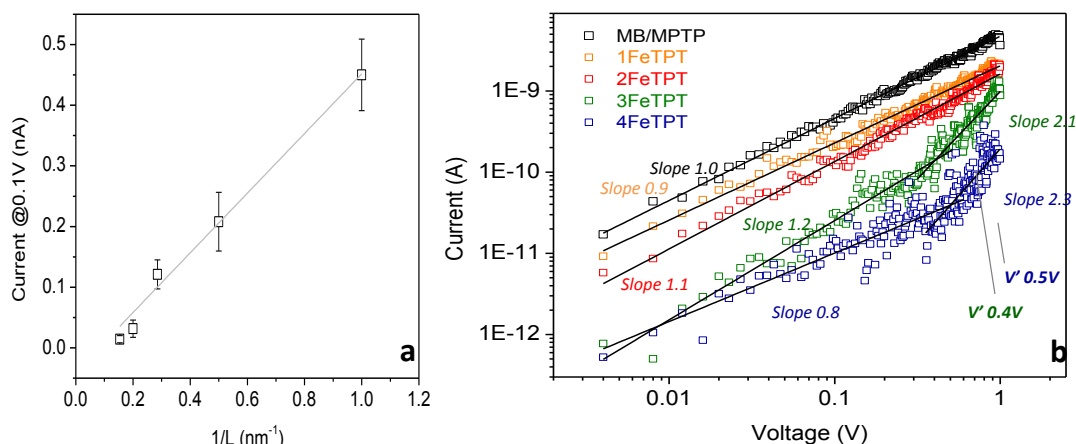 Current @0.1V (nA)
0.5
0.4
0.3
0.2
0.1
0.0
0.0 0.2 0.4 0.6 0.8 1.0 1.2
1/L (nm⁻¹)
a
Current (A)
1E-9
1E-10
1E-11
1E-12
MB/MPTP
1FeTPT
2FeTPT
3FeTPT
4FeTPT
Slope 2.1
Slope 1.0
Slope 0.9
Slope 2.3
Slope 1.2
Slope 1.1
Slope 0.8
V' 0.5V
V' 0.4V
b
0.01 0.1 1
Voltage (V)